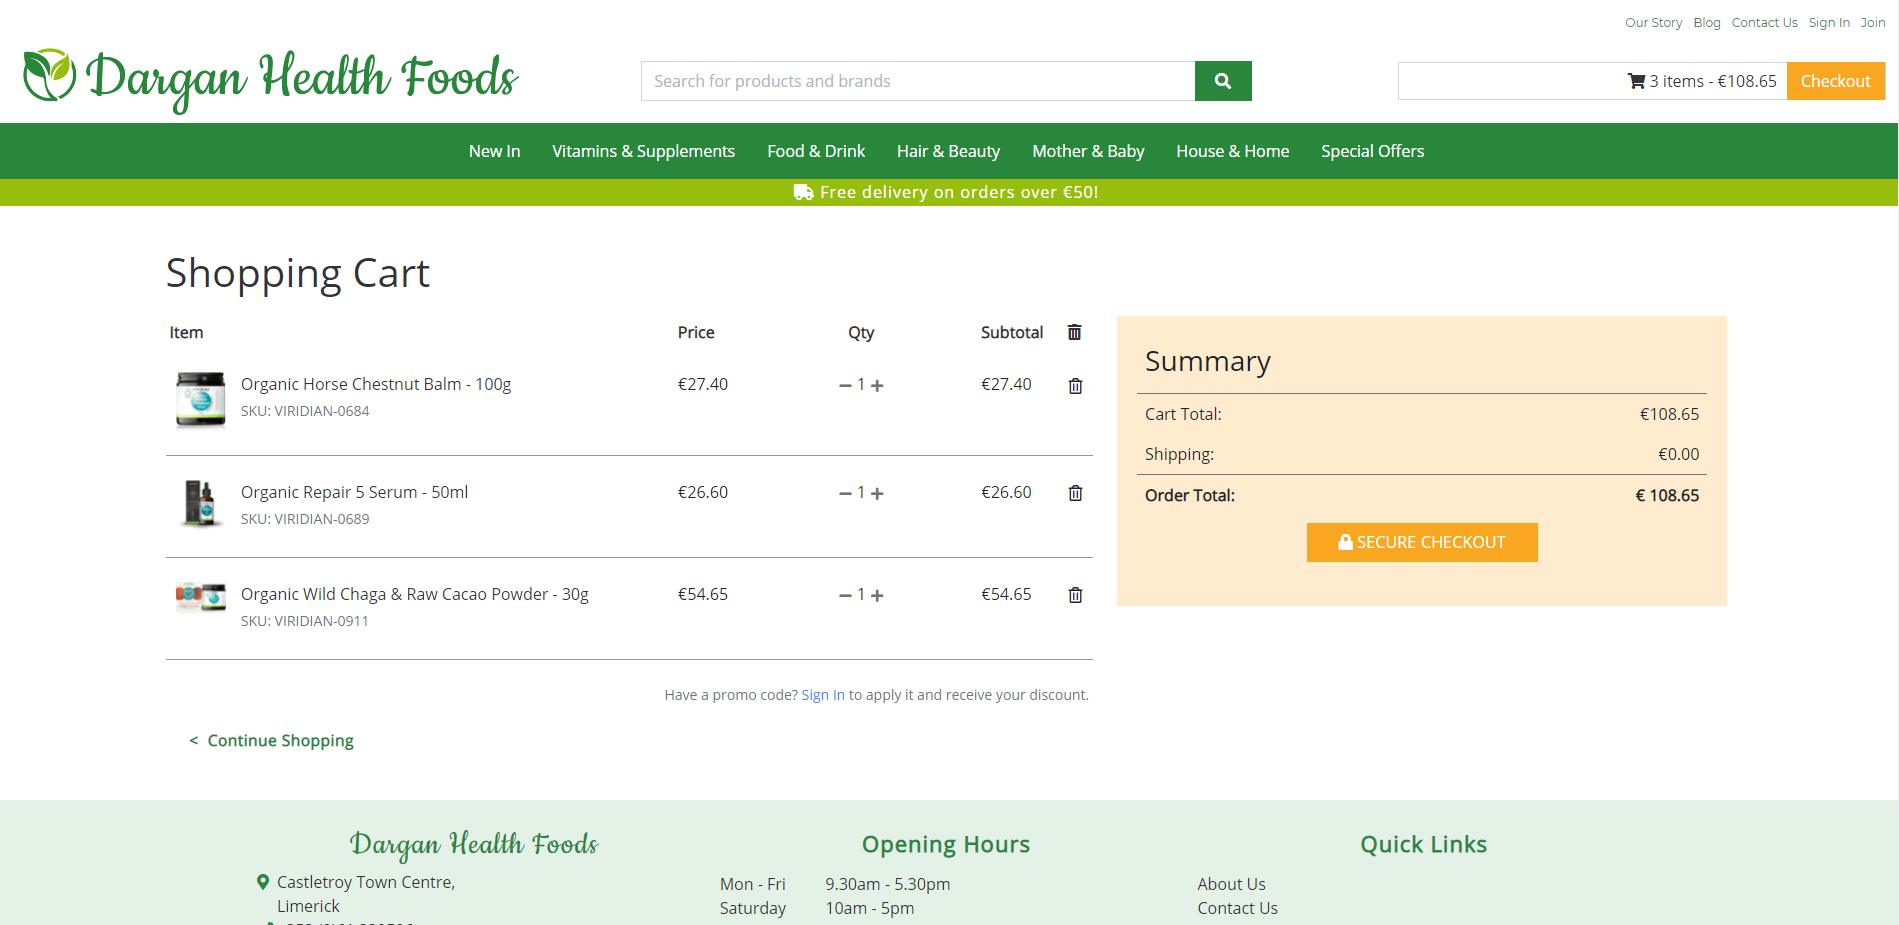 Our Story Blog Contact Us Sign In Join
Dargan Health Foods
Search for products and brands
3 items - €108.65 Checkout
New In Vitamins & Supplements Food & Drink Hair & Beauty Mother & Baby House & Home Special Offers
Free delivery on orders over €50!
Shopping Cart
Item Price Qty Subtotal
Organic Horse Chestnut Balm - 100g €27.40 1 €27.40
SKU: VIRIDIAN-0684
Organic Repair 5 Serum - 50ml €26.60 1 €26.60
SKU: VIRIDIAN-0689
Organic Wild Chaga & Raw Cacao Powder - 30g €54.65 1 €54.65
SKU: VIRIDIAN-0911
Have a promo code? Sign In to apply it and receive your discount.
< Continue Shopping
Summary
Cart Total: €108.65
Shipping: €0.00
Order Total: € 108.65
SECURE CHECKOUT
Dargan Health Foods
Castletroy Town Centre,
Limerick
Opening Hours
Mon - Fri 9.30am - 5.30pm
Saturday 10am - 5pm
Quick Links
About Us
Contact Us